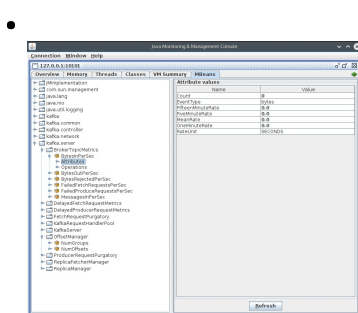 Java Monitoring & Management Console
Connection Window Help
127.0.0.1:10101
Overview Memory Threads Classes VM Summary MBeans
JMImplementation
com.sun.management
java.lang
java.nio
java.util.logging
kafka
kafka.common
kafka.controller
kafka.network
kafka.server
BrokerTopicMetrics
BytesInPerSec
Attributes
Operations
BytesOutPerSec
BytesRejectedPerSec
FailedFetchRequestsPerSec
FailedProduceRequestsPerSec
MessagesInPerSec
DelayedFetchRequestMetrics
DelayedProducerRequestMetrics
FetchRequestPurgatory
KafkaRequestHandlerPool
KafkaServer
OffsetManager
NumGroups
NumOffsets
ProducerRequestPurgatory
ReplicaFetcherManager
ReplicaManager
Attribute values
Name Value
Count 0
EventType bytes
FifteenMinuteRate 0.0
FiveMinuteRate 0.0
MeanRate 0.0
OneMinuteRate 0.0
RateUnit SECONDS
Refresh